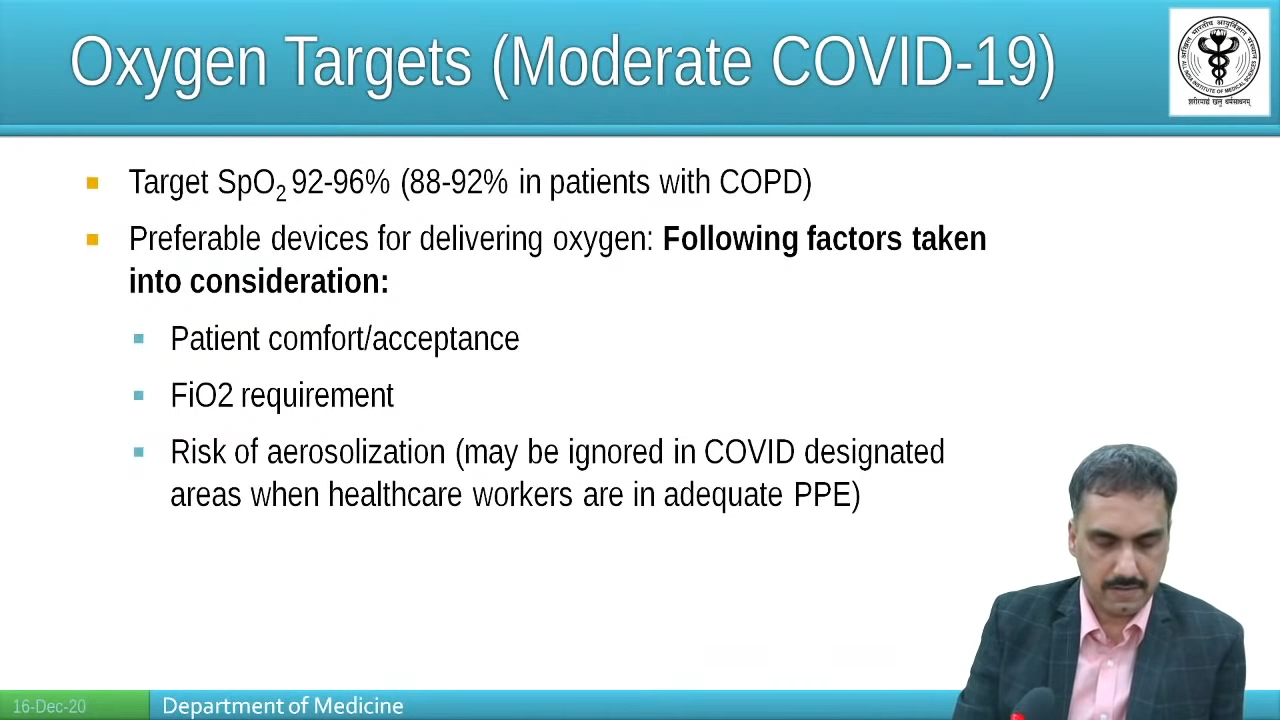 Oxygen Targets (Moderate COVID-19)
Target SpO2 92-96% (88-92% in patients with COPD)
Preferable devices for delivering oxygen: Following factors taken
into consideration:
Patient comfort/acceptance
FiO2 requirement
Risk of aerosolization (may be ignored in COVID designated
areas when healthcare workers are in adequate PPE)
16-Dec-20
Department of Medicine